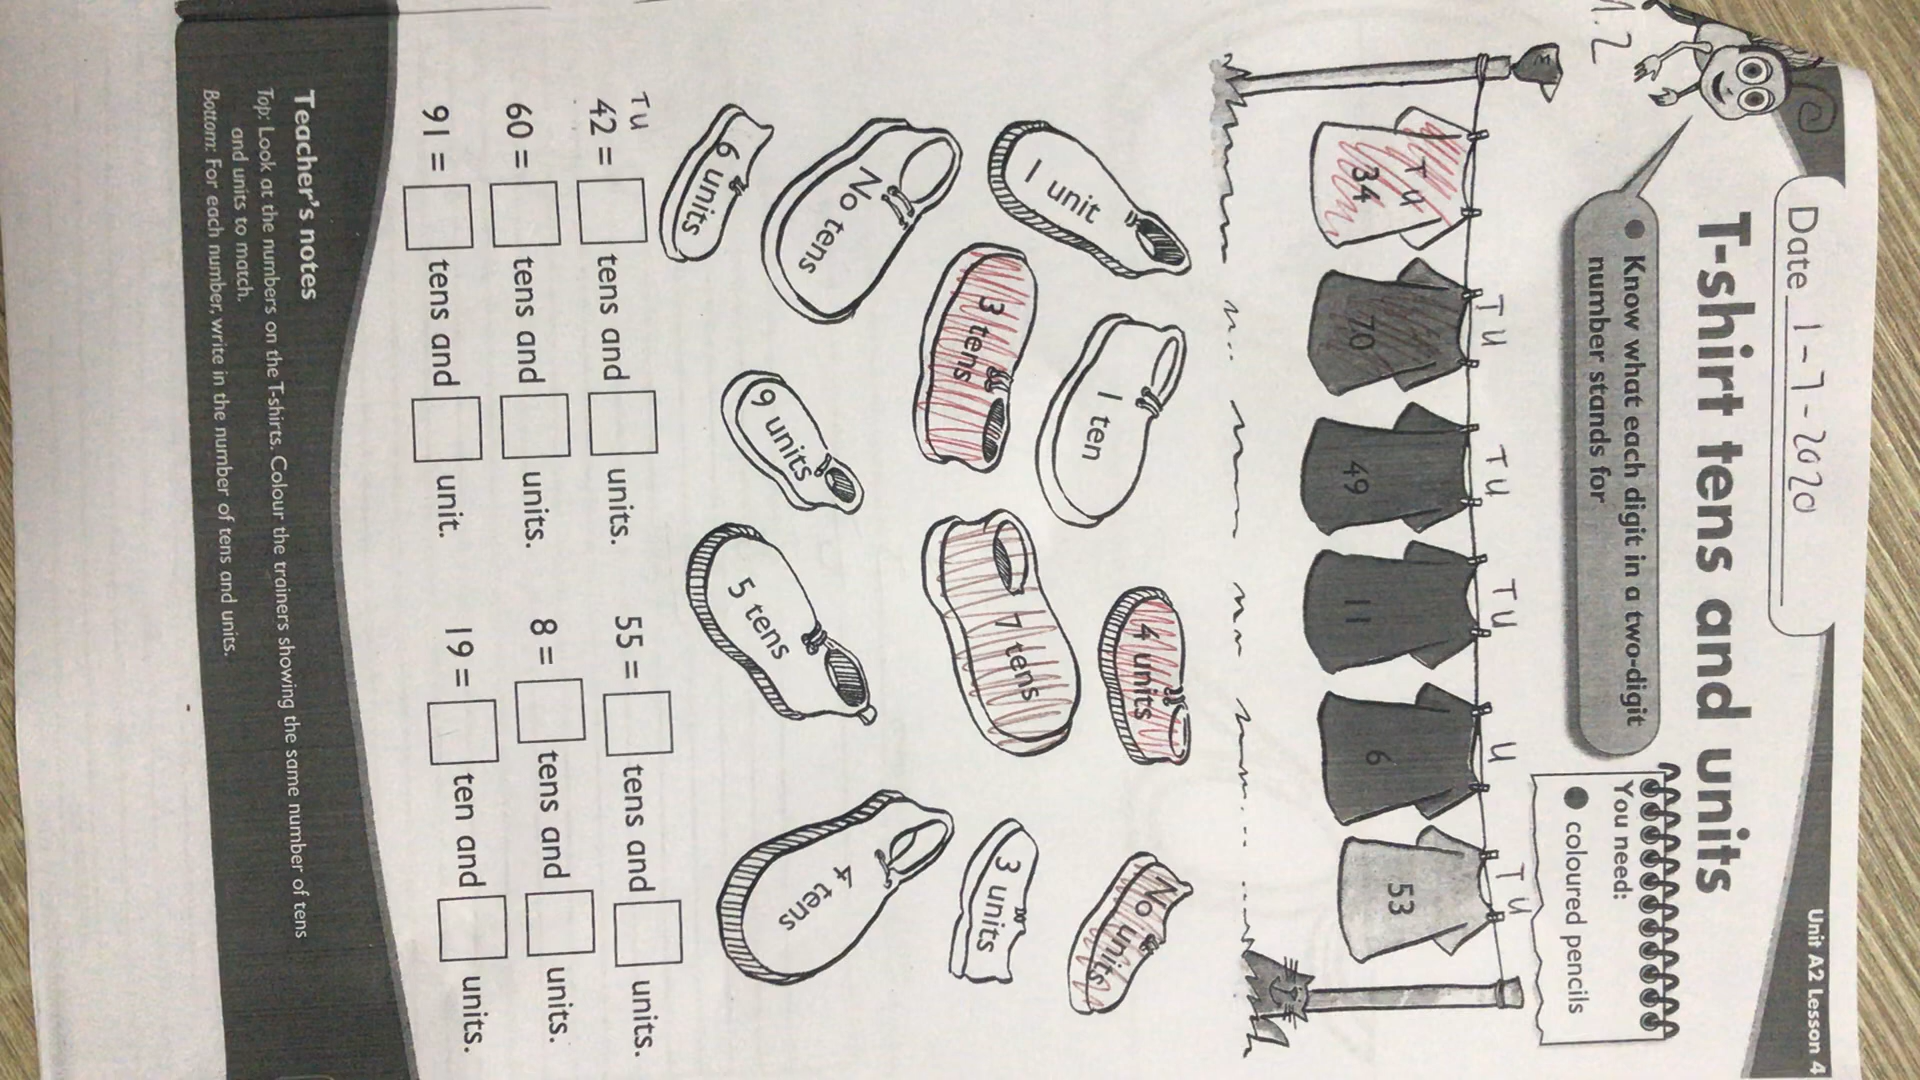 M.2
Unit A2 Lesson 4
Date 1-7-2020
T-shirt tens and units
● Know what each digit in a two-digit
number stands for
You need:
● coloured pencils
TU
TU
TU
TU
U
TU
34
70
49
11
6
53
1 unit
1 ten
4 units
No units
No tens
3 tens
7 tens
3 units
6 units
9 units
5 tens
4 tens
TU
42 = tens and units.
55 = tens and units.
60 = tens and units.
8 = tens and units.
91 = tens and unit.
19 = ten and units.
Teacher's notes
Top: Look at the numbers on the T-shirts. Colour the trainers showing the same number of tens
and units to match.
Bottom: For each number, write in the number of tens and units.